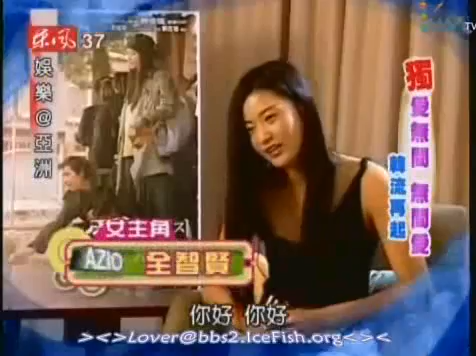 東風 37
TV
娛樂@亞洲
獨愛無間 無間愛
韓流再起
女主角
AZIO 全智賢
你好 你好
><>Lover@bbs2.IceFish.org<><